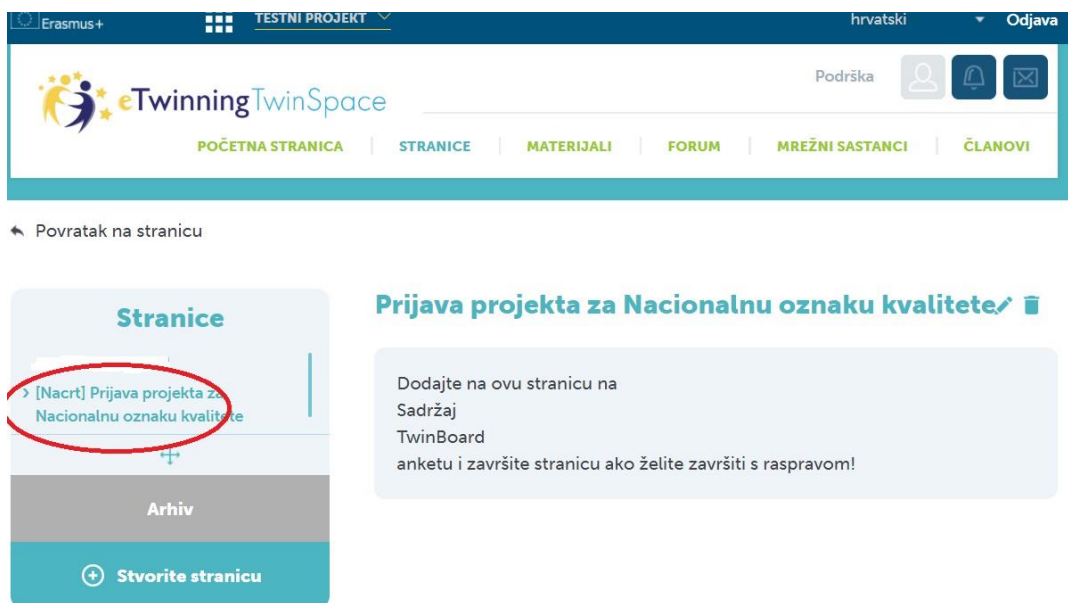 Erasmus+
TESTNI PROJEKT
hrvatski
Odjava
eTwinning TwinSpace
Podrška
POČETNA STRANICA
STRANICE
MATERIJALI
FORUM
MREŽNI SASTANCI
ČLANOVI
Povratak na stranicu
Stranice
[Nacrt] Prijava projekta za
Nacionalnu oznaku kvalitete
Arhiv
Stvorite stranicu
Prijava projekta za Nacionalnu oznaku kvalitete
Dodajte na ovu stranicu na
Sadržaj
TwinBoard
anketu i završite stranicu ako želite završiti s raspravom!